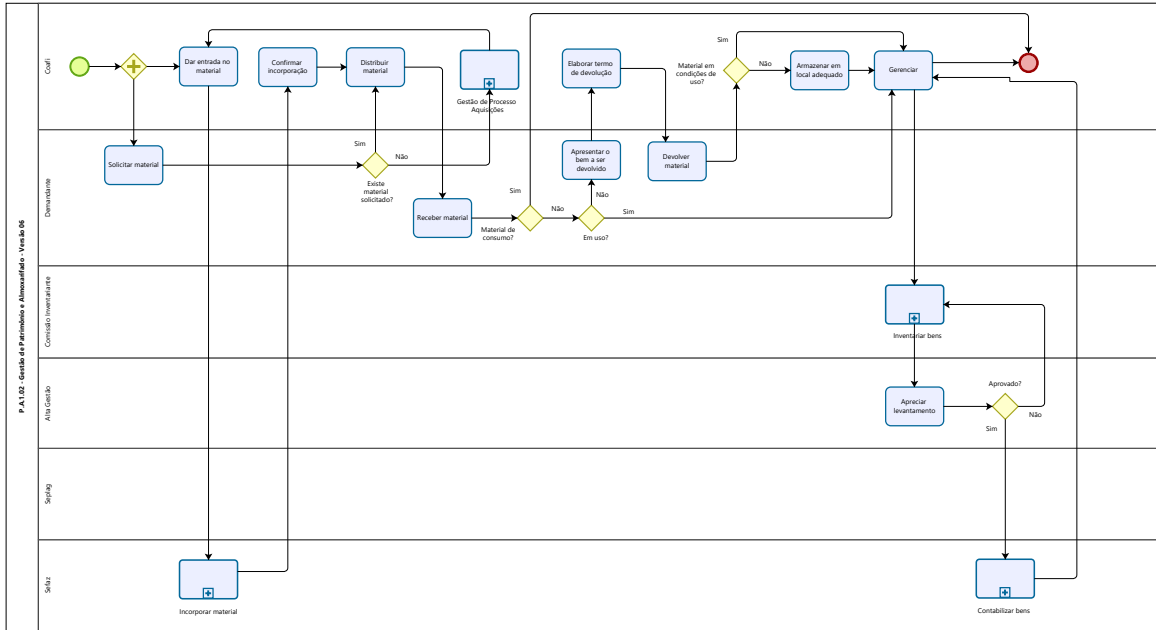 P.A.1.02 - Gestão de Patrimônio e Almoxarifado - Versão 06
Coafi
Dar entrada no
material
Confirmar
incorporação
Distribuir
material
Gestão de Processo
Aquisições
Elaborar termo
de devolução
Material em
condições de
uso?
Sim
Não
Armazenar em
local adequado
Gerenciar
Demandante
Solicitar material
Sim
Não
Existe
material
solicitado?
Receber material
Material de
consumo?
Sim
Não
Apresentar o
bem a ser
devolvido
Não
Em uso?
Sim
Devolver
material
Comissão Inventariante
Inventariar bens
Alta Gestão
Apreciar
levantamento
Aprovado?
Não
Sim
Seplag
Sefaz
Incorporar material
Contabilizar bens